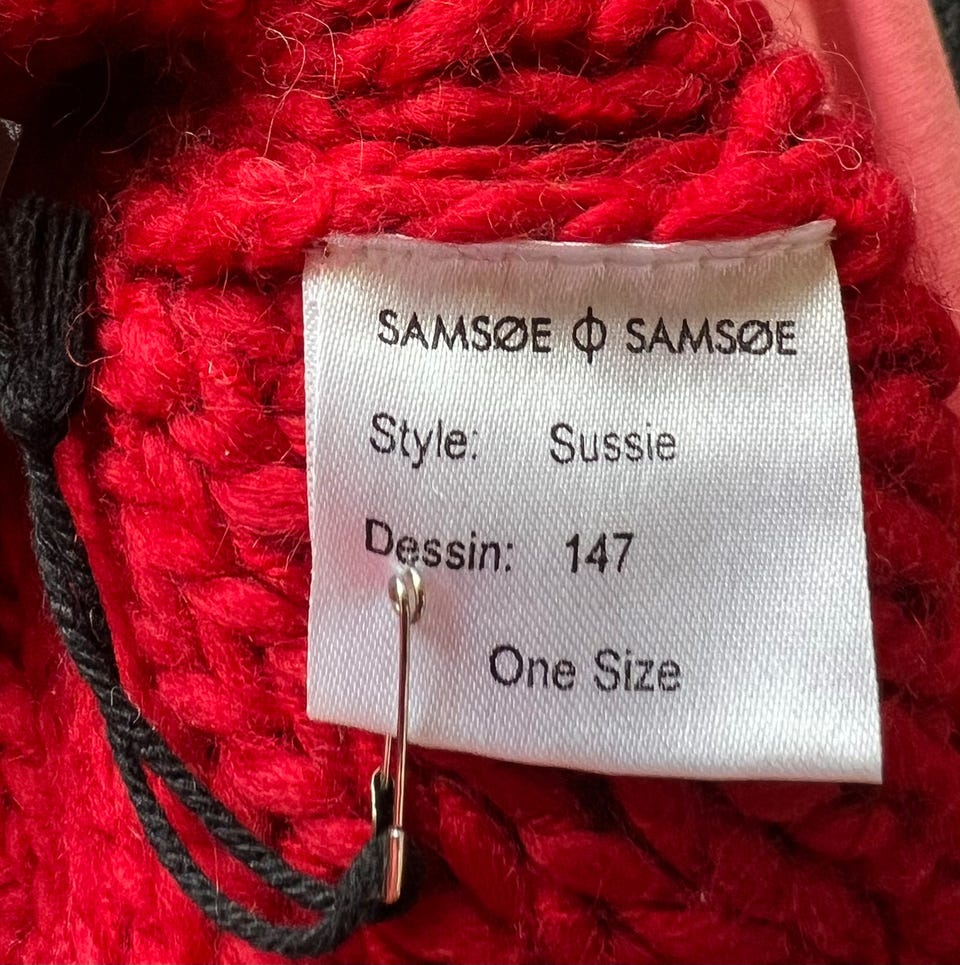 SAMSØE ⌽ SAMSØE
Style: Sussie
Dessin: 147
One Size